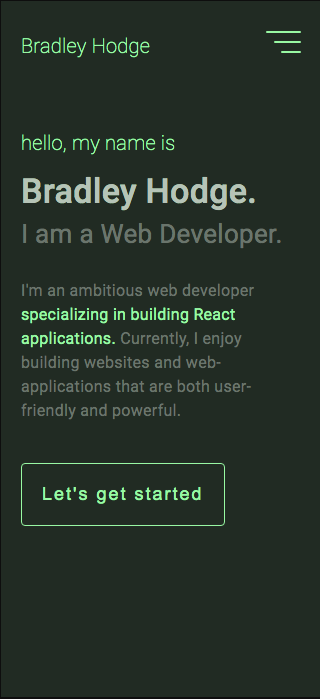 Bradley Hodge
hello, my name is
Bradley Hodge.
I am a Web Developer.
I'm an ambitious web developer
specializing in building React
applications. Currently, I enjoy
building websites and web-
applications that are both user-
friendly and powerful.
Let's get started